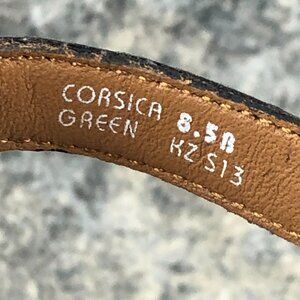 CORSICA 8.5B
GREEN KZ S13